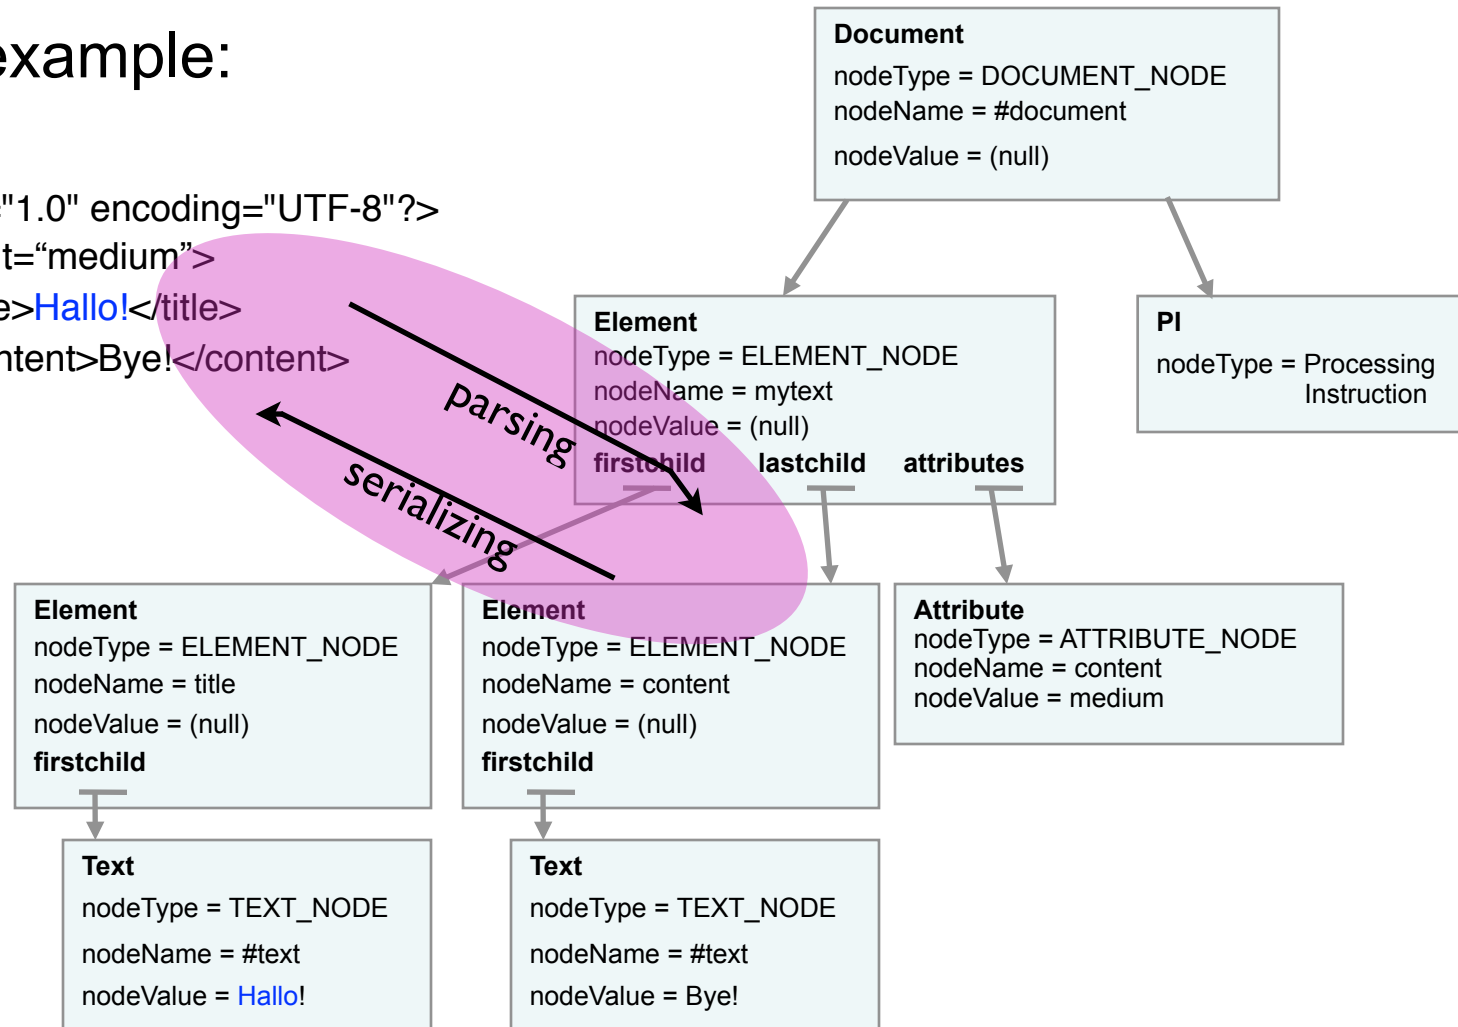 example:
="1.0" encoding="UTF-8"?>
t=“medium”>
e>Hallo!</title>
ntent>Bye!</content>
parsing
serializing
Document
nodeType = DOCUMENT_NODE
nodeName = #document
nodeValue = (null)
Element
nodeType = ELEMENT_NODE
nodeName = mytext
nodeValue = (null)
firstchild lastchild attributes
PI
nodeType = Processing
Instruction
Element
nodeType = ELEMENT_NODE
nodeName = title
nodeValue = (null)
firstchild
Element
nodeType = ELEMENT_NODE
nodeName = content
nodeValue = (null)
firstchild
Attribute
nodeType = ATTRIBUTE_NODE
nodeName = content
nodeValue = medium
Text
nodeType = TEXT_NODE
nodeName = #text
nodeValue = Hallo!
Text
nodeType = TEXT_NODE
nodeName = #text
nodeValue = Bye!